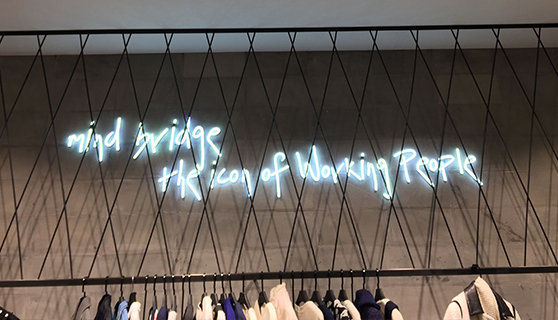 mind bridge
the icon of Working People